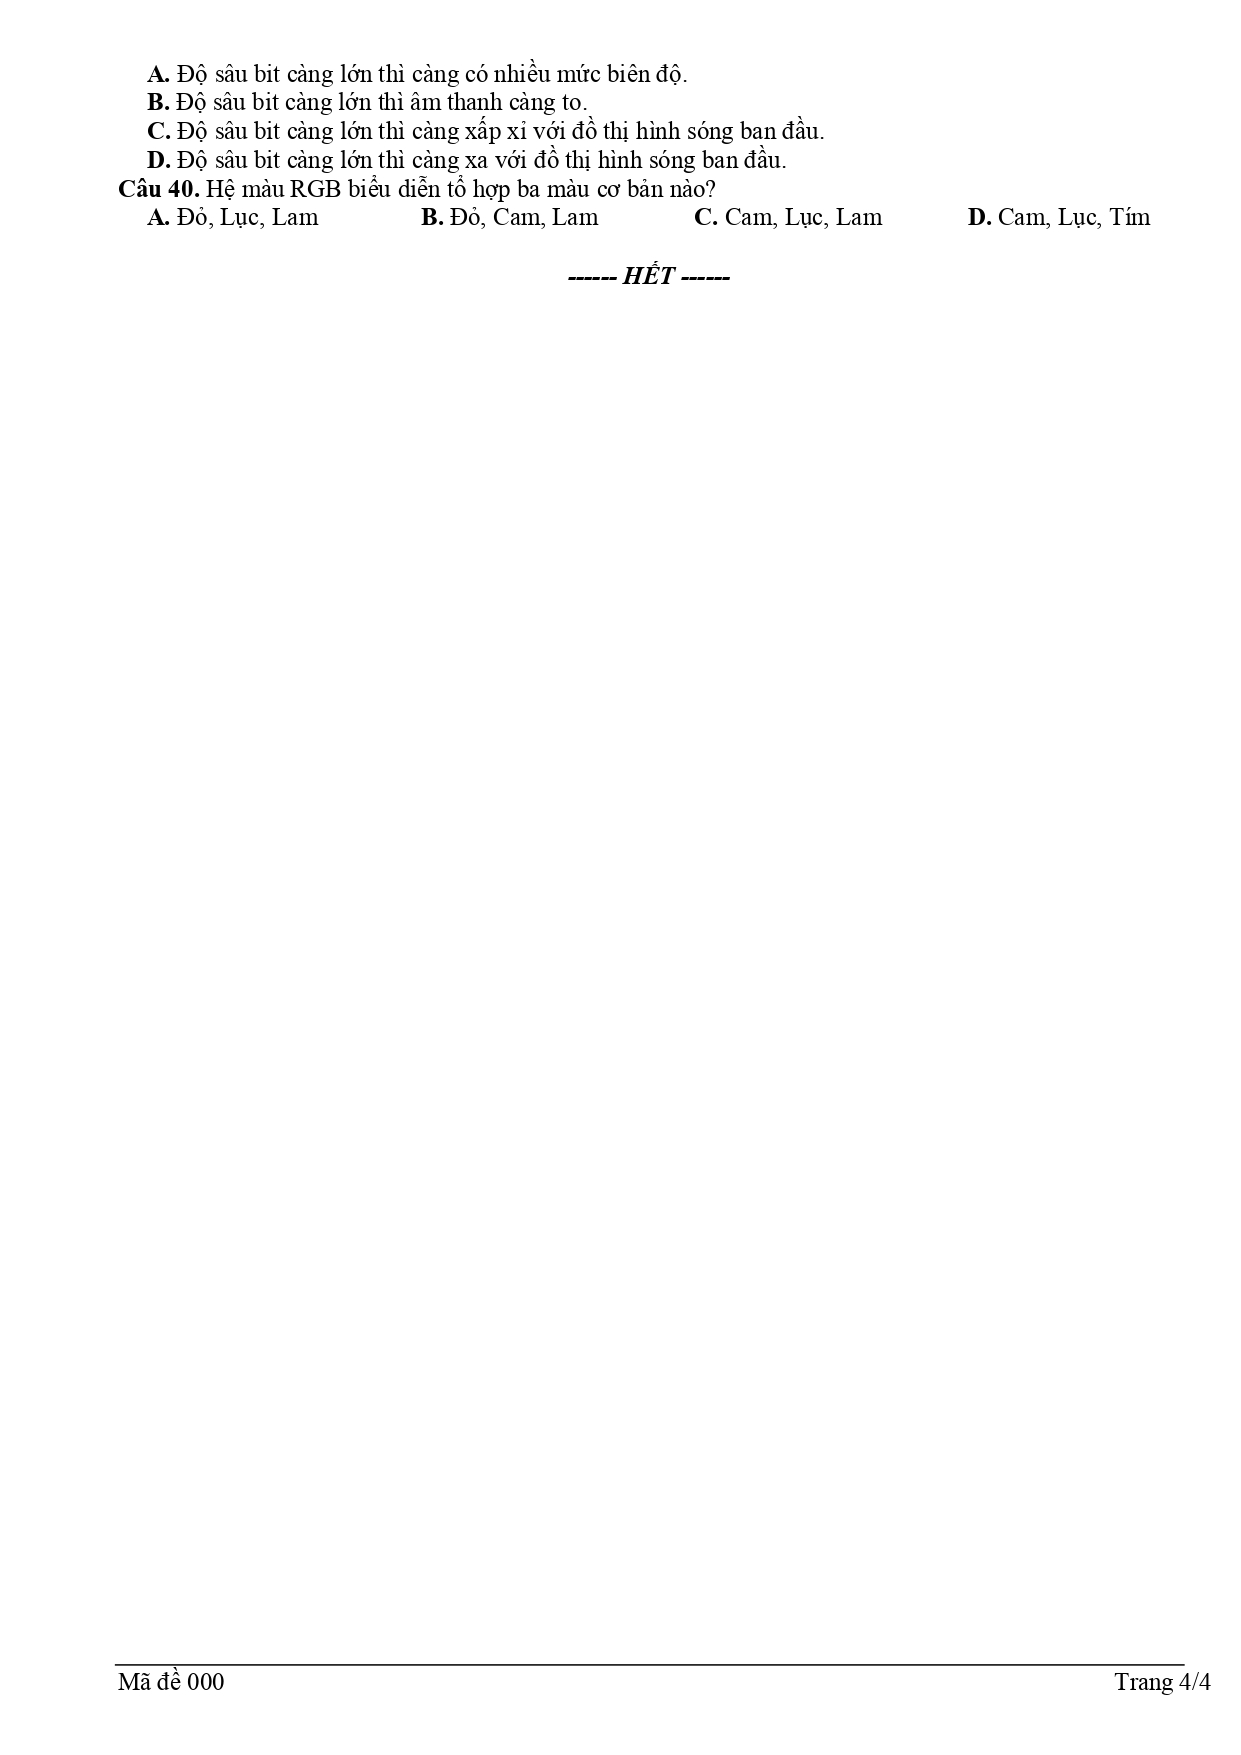 A. Độ sâu bit càng lớn thì càng có nhiều mức biên độ.
B. Độ sâu bit càng lớn thì âm thanh càng to.
C. Độ sâu bit càng lớn thì càng xấp xỉ với đồ thị hình sóng ban đầu.
D. Độ sâu bit càng lớn thì càng xa với đồ thị hình sóng ban đầu.
Câu 40. Hệ màu RGB biểu diễn tổ hợp ba màu cơ bản nào?
A. Đỏ, Lục, Lam B. Đỏ, Cam, Lam C. Cam, Lục, Lam D. Cam, Lục, Tím
------ HẾT ------
Mã đề 000 Trang 4/4